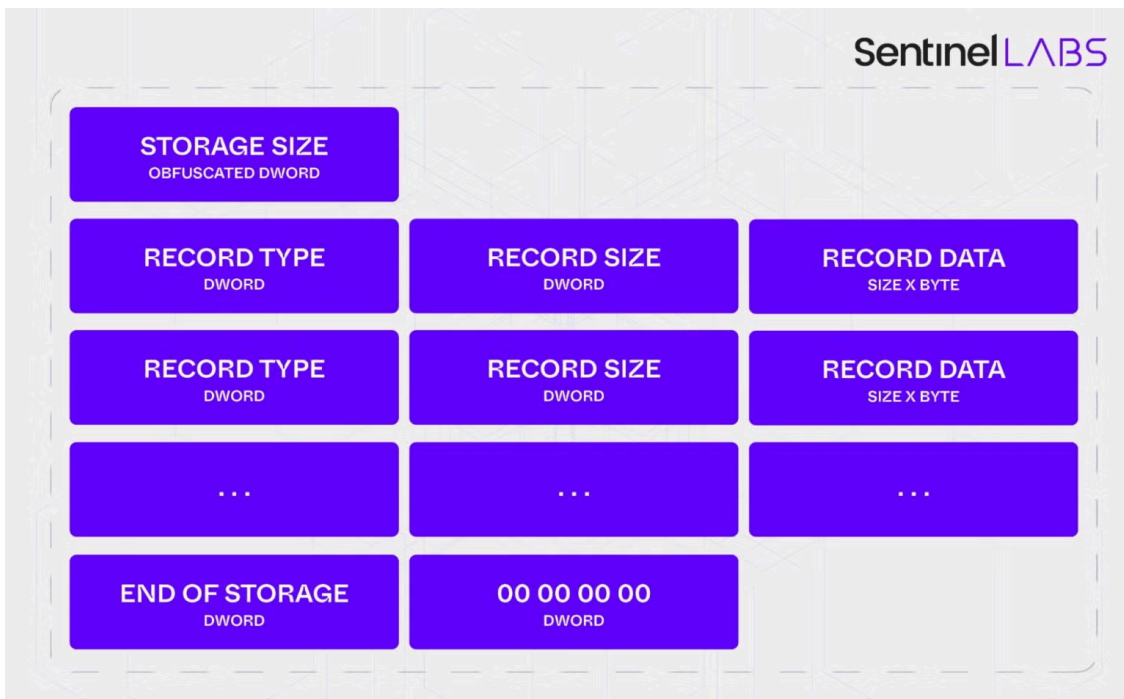 SentinelLABS
STORAGE SIZE
OBFUSCATED DWORD
RECORD TYPE
DWORD
RECORD SIZE
DWORD
RECORD DATA
SIZE X BYTE
RECORD TYPE
DWORD
RECORD SIZE
DWORD
RECORD DATA
SIZE X BYTE
...
...
...
END OF STORAGE
DWORD
00 00 00 00
DWORD